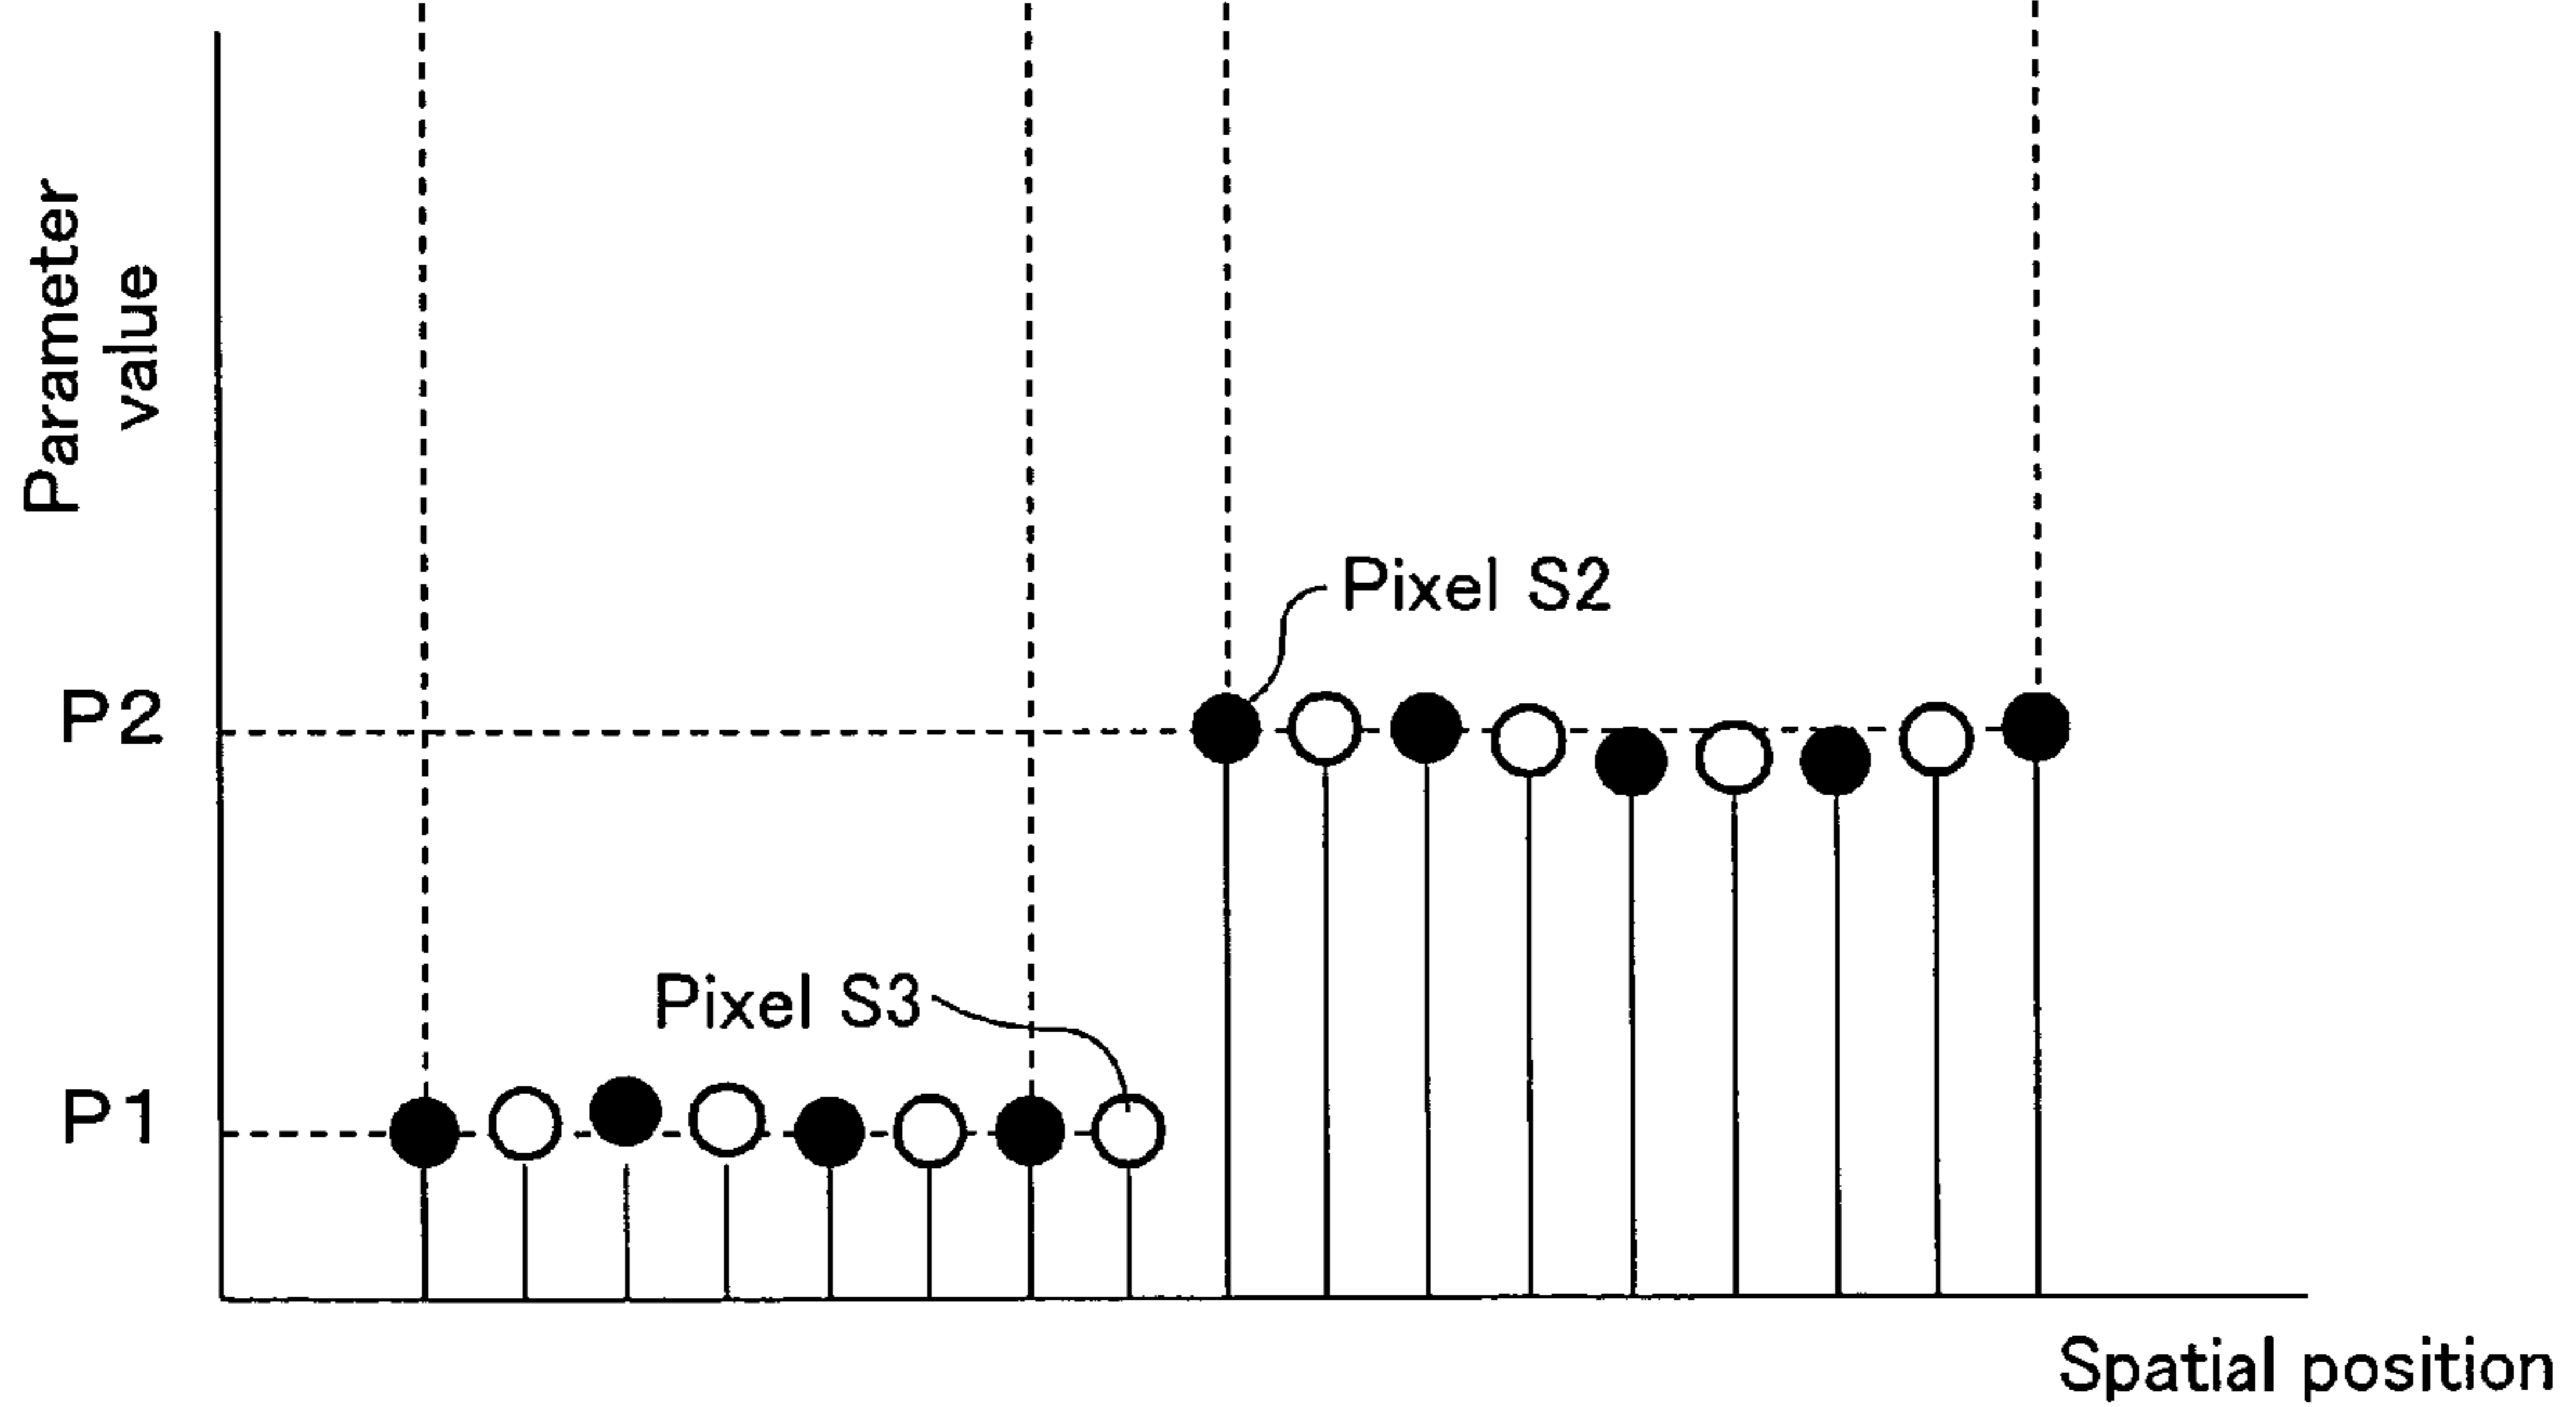 Parameter
value
Pixel S2
P2
Pixel S3
P1
Spatial position